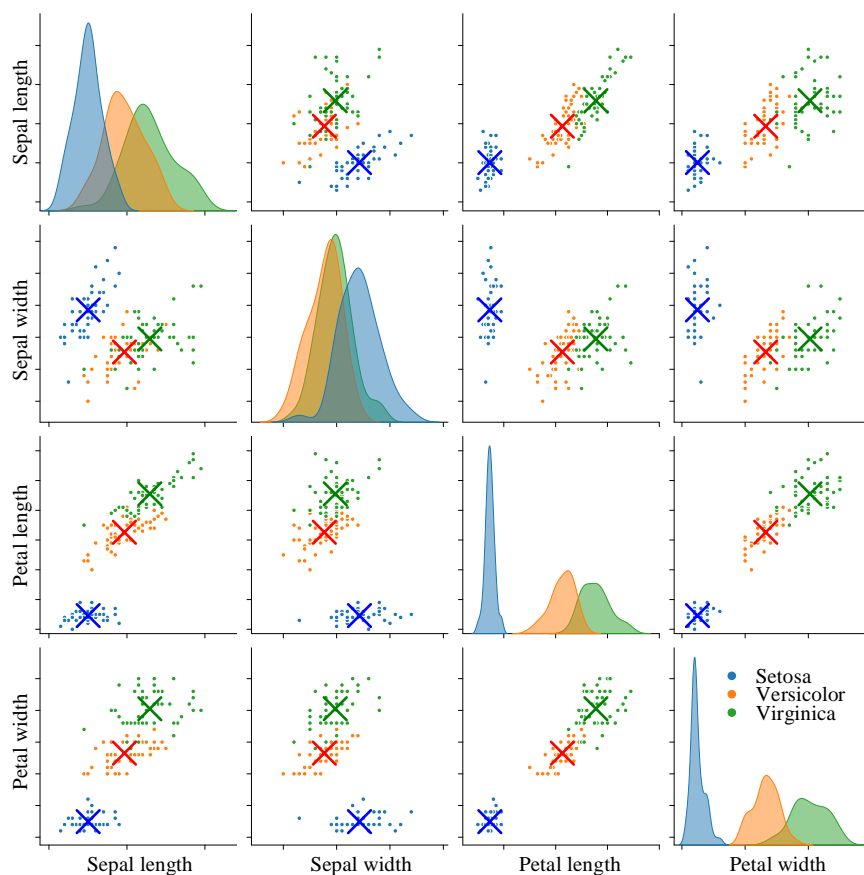 Sepal length
Sepal width
Petal length
Petal width
Setosa
Versicolor
Virginica
Sepal length
Sepal width
Petal length
Petal width